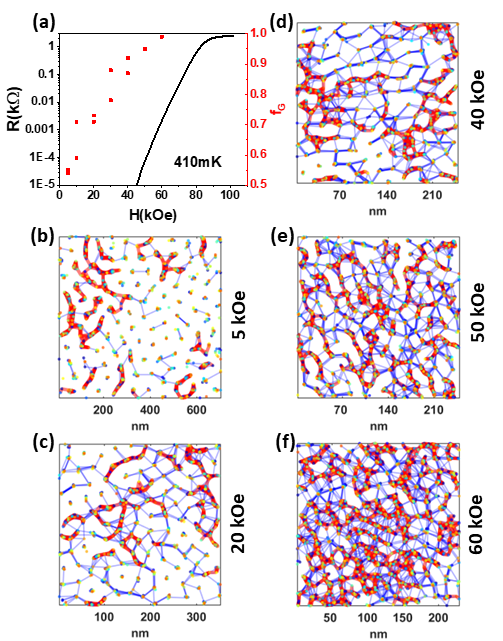 (a)
R(kΩ)
1
0.1
0.01
0.001
1E-4
1E-5
0 20 40 60 80 100
H(kOe)
410mK
1.0
0.9
0.8
0.7
0.6
0.5
fG
(d)
70 140 210
nm
40 kOe
(b)
200 400 600
nm
5 kOe
(e)
70 140 210
nm
50 kOe
(c)
100 200 300
nm
20 kOe
(f)
50 100 150 200
nm
60 kOe